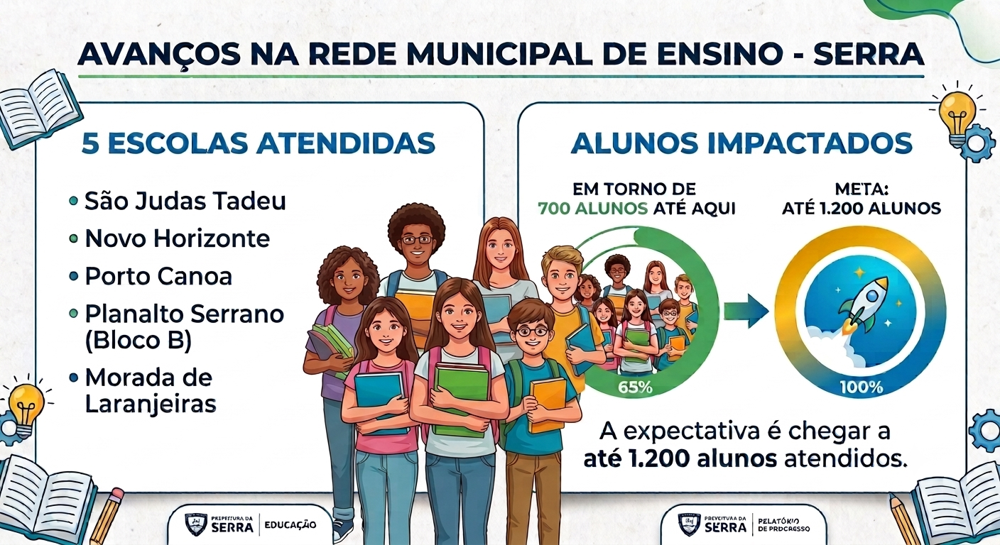 AVANÇOS NA REDE MUNICIPAL DE ENSINO - SERRA
5 ESCOLAS ATENDIDAS
• São Judas Tadeu
• Novo Horizonte
• Porto Canoa
• Planalto Serrano
(Bloco B)
• Morada de
Laranjeiras
ALUNOS IMPACTADOS
EM TORNO DE
700 ALUNOS ATÉ AQUI
65%
META:
ATÉ 1.200 ALUNOS
100%
A expectativa é chegar a
até 1.200 alunos atendidos.
PREFEITURA DA
SERRA
EDUCAÇÃO
PREVEITURA DA
SERRA
PELATÓRIO
DE PROCRESSO